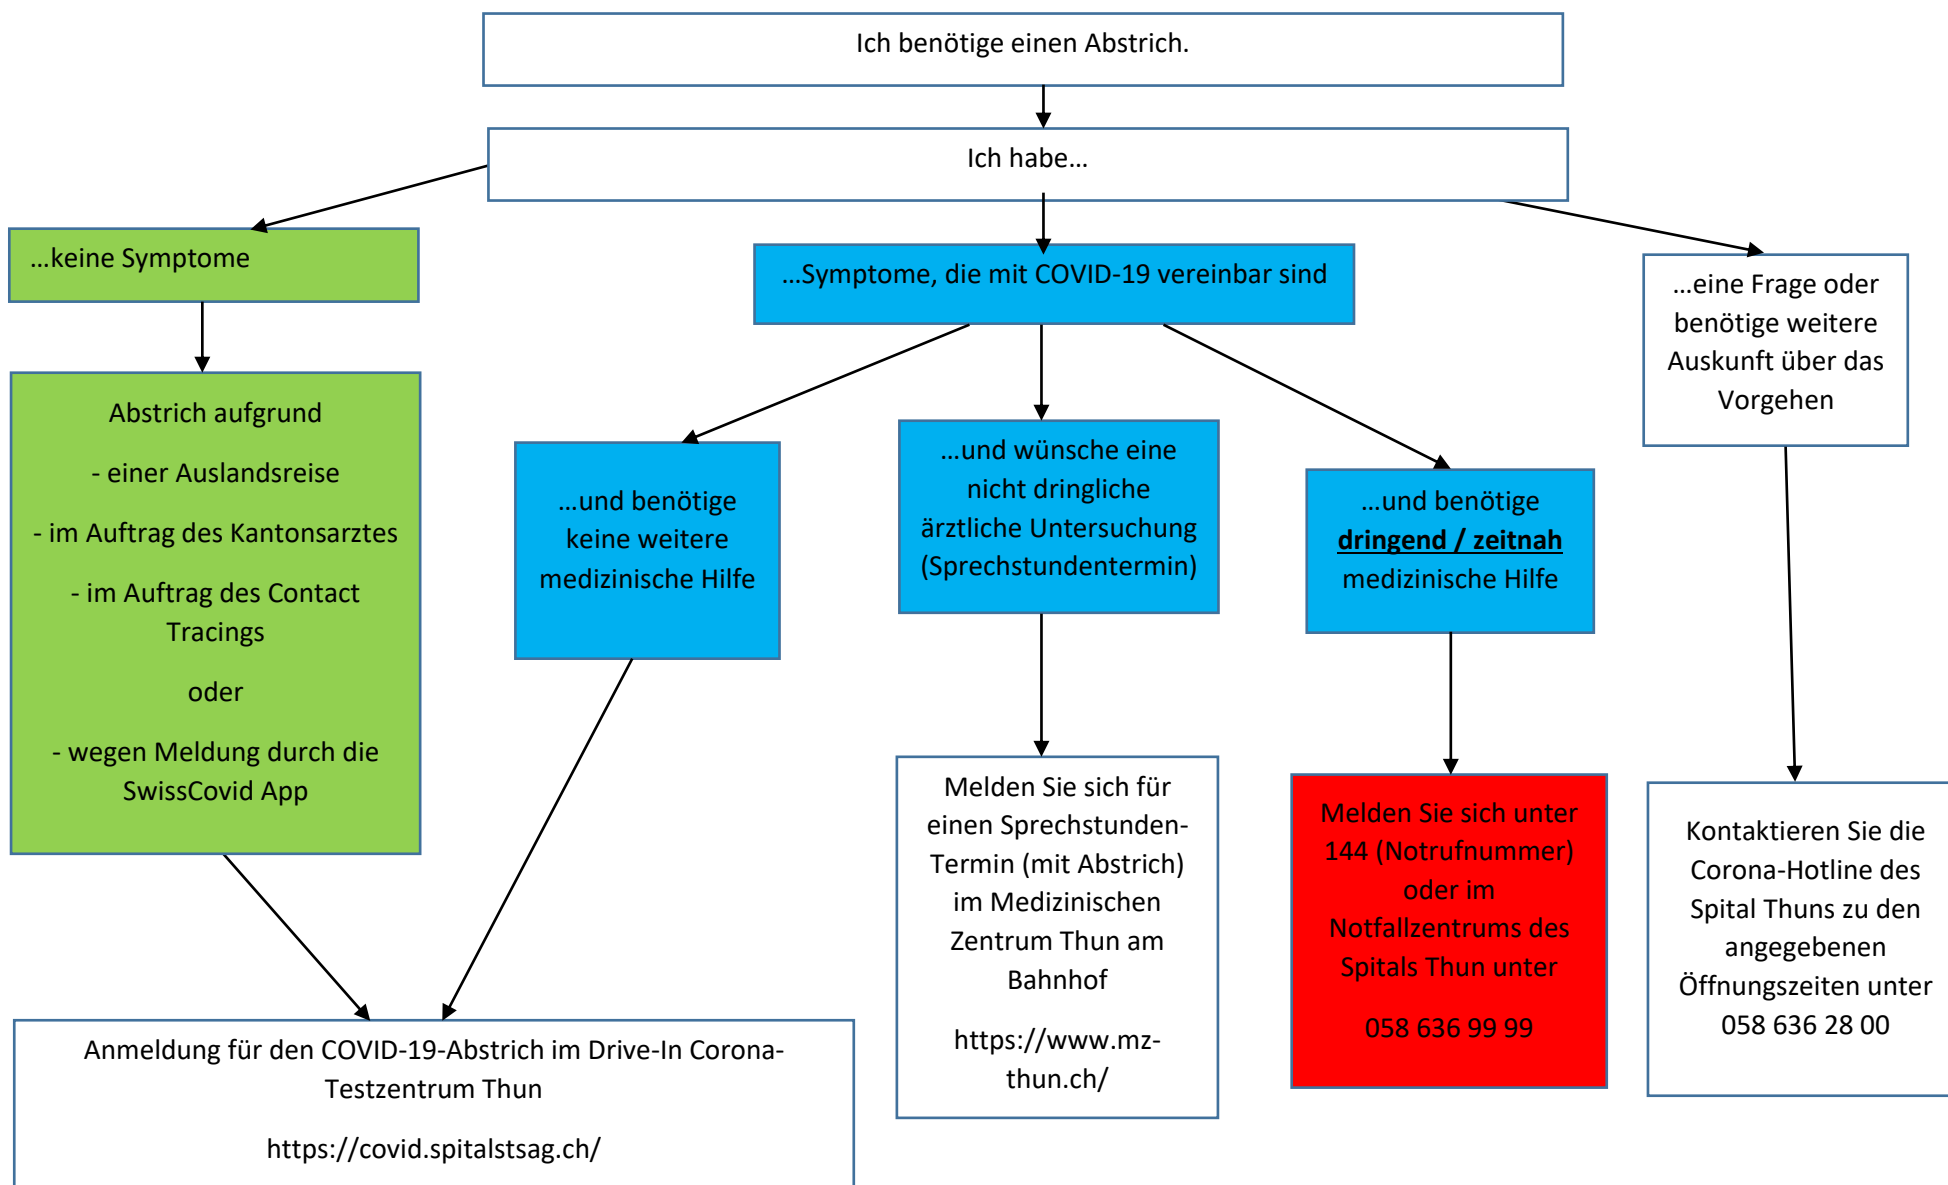 Ich benötige einen Abstrich.
Ich habe…
…keine Symptome
…Symptome, die mit COVID-19 vereinbar sind
…eine Frage oder
benötige weitere
Auskunft über das
Vorgehen
Abstrich aufgrund
- einer Auslandsreise
- im Auftrag des Kantonsarztes
- im Auftrag des Contact
Tracings
oder
- wegen Meldung durch die
SwissCovid App
…und benötige
keine weitere
medizinische Hilfe
…und wünsche eine
nicht dringliche
ärztliche Untersuchung
(Sprechstundentermin)
…und benötige
dringend / zeitnah
medizinische Hilfe
Anmeldung für den COVID-19-Abstrich im Drive-In Corona-
Testzentrum Thun
https://covid.spitalstsag.ch/
Melden Sie sich für
einen Sprechstunden-
Termin (mit Abstrich)
im Medizinischen
Zentrum Thun am
Bahnhof
https://www.mz-
thun.ch/
Melden Sie sich unter
144 (Notrufnummer)
oder im
Notfallzentrums des
Spitals Thun unter
058 636 99 99
Kontaktieren Sie die
Corona-Hotline des
Spital Thuns zu den
angegebenen
Öffnungszeiten unter
058 636 28 00